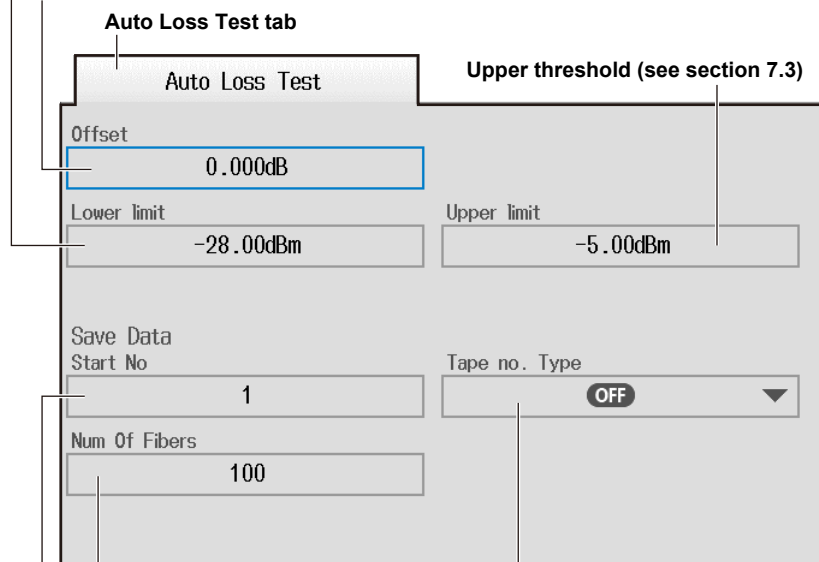 Auto Loss Test tab
Auto Loss Test
Upper threshold (see section 7.3)
Offset
0.000dB
Lower limit
Upper limit
-28.00dBm
-5.00dBm
Save Data
Start No
Tape no. Type
1
OFF
Num Of Fibers
100